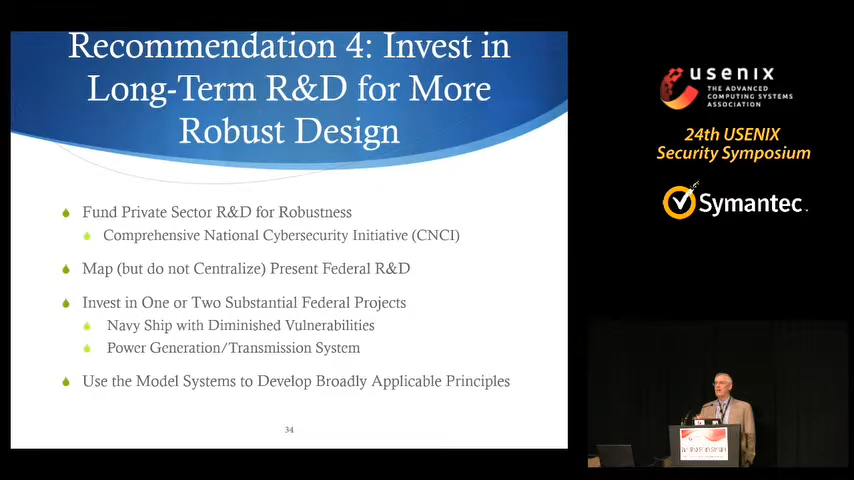 Recommendation 4: Invest in
Long-Term R&D for More
Robust Design
Fund Private Sector R&D for Robustness
Comprehensive National Cybersecurity Initiative (CNCI)
Map (but do not Centralize) Present Federal R&D
Invest in One or Two Substantial Federal Projects
Navy Ship with Diminished Vulnerabilities
Power Generation/Transmission System
Use the Model Systems to Develop Broadly Applicable Principles
34
usenix
THE ADVANCED
COMPUTING SYSTEMS
ASSOCIATION
24th USENIX
Security Symposium
Symantec.